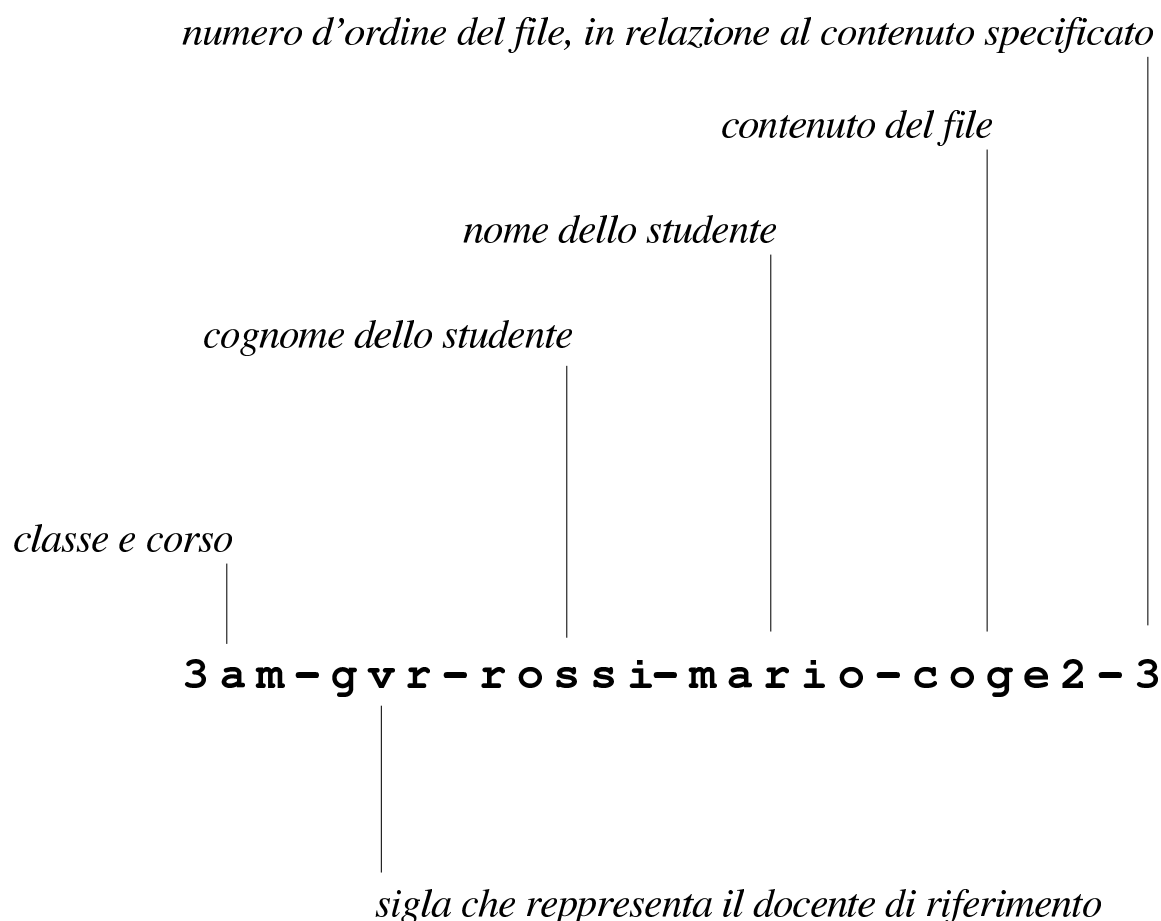 numero d’ordine del file, in relazione al contenuto specificato
contenuto del file
nome dello studente
cognome dello studente
classe e corso
3am-gvr-rossi-mario-coge2-3
sigla che reppresenta il docente di riferimento